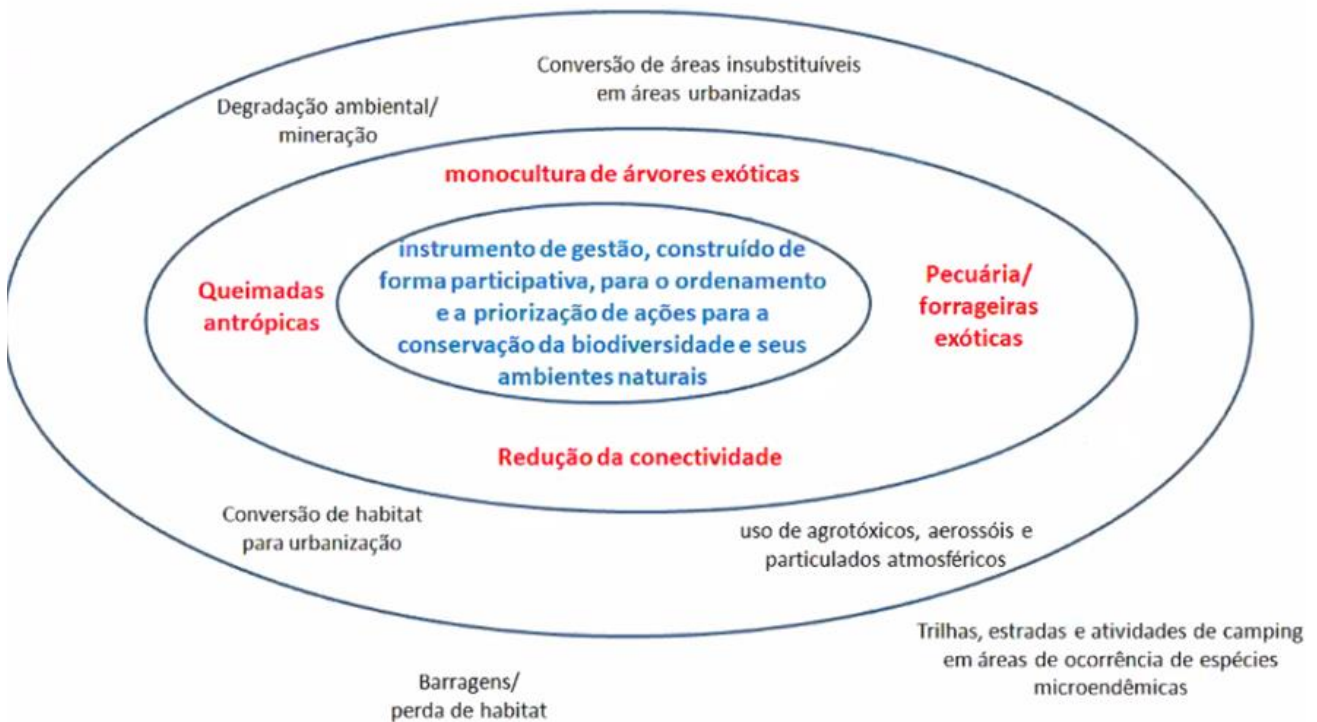 Conversão de áreas insubstituíveis
em áreas urbanizadas
Degradação ambiental/
mineração
monocultura de árvores exóticas
instrumento de gestão, construído de
forma participativa, para o ordenamento
e a priorização de ações para a
conservação da biodiversidade e seus
ambientes naturais
Queimadas
antrópicas
Pecuária/
forrageiras
exóticas
Redução da conectividade
Conversão de habitat
para urbanização
uso de agrotóxicos, aerossóis e
particulados atmosféricos
Trilhas, estradas e atividades de camping
em áreas de ocorrência de espécies
microendêmicas
Barragens/
perda de habitat